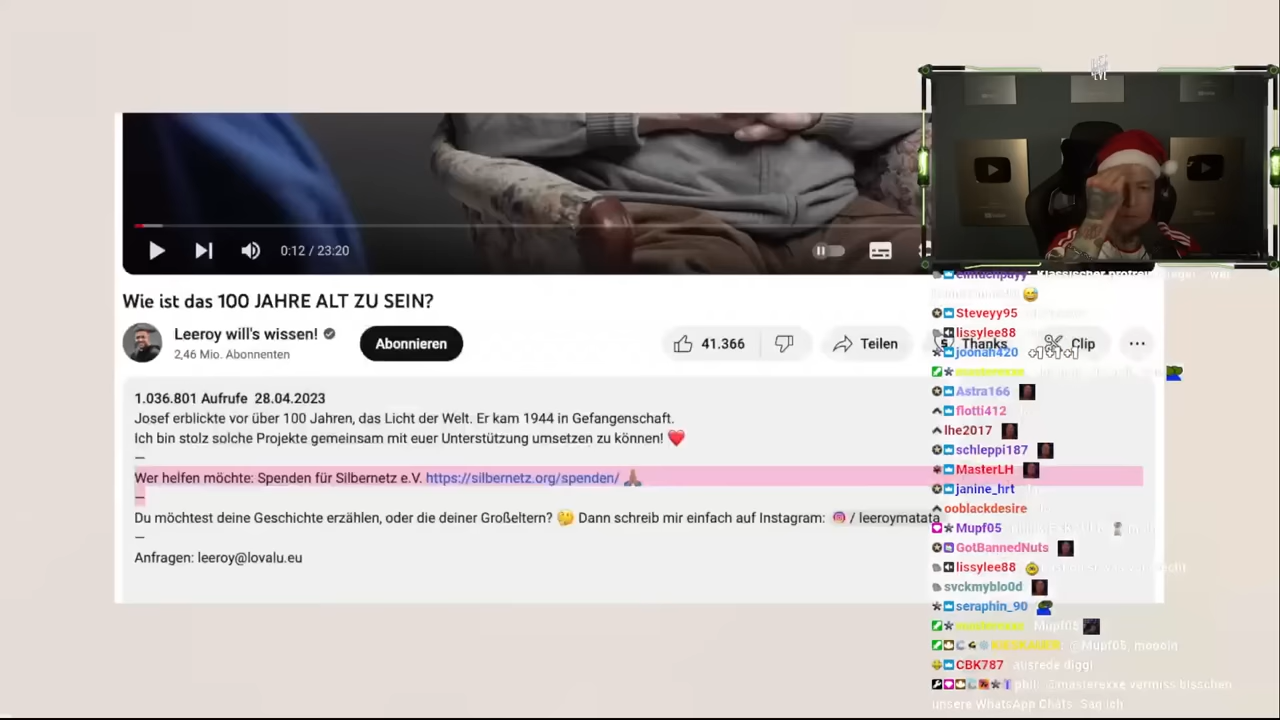 0:12 / 23:20
Wie ist das 100 JAHRE ALT ZU SEIN?
Leeroy will's wissen!
2,46 Mio. Abonnenten
Abonnieren
41.366
Teilen
Thanks
Clip
1.036.801 Aufrufe 28.04.2023
Josef erblickte vor über 100 Jahren, das Licht der Welt. Er kam 1944 in Gefangenschaft.
Ich bin stolz solche Projekte gemeinsam mit euer Unterstützung umsetzen zu können! ❤️
—
Wer helfen möchte: Spenden für Silbernetz e.V. https://silbernetz.org/spenden/ 🙏🏽
—
Du möchtest deine Geschichte erzählen, oder die deiner Großeltern? 🤔 Dann schreib mir einfach auf Instagram: / leeroymatata
—
Anfragen: leeroy@lovalu.eu
Klassischer
Steveyy95
lissylee88
joonah420 +1+1+1
Astra166
flotti412
lhe2017
schleppi187
MasterLH
janine_hrt
ooblackdesire
Mupf05
GotBannedNuts
lissylee88
svckmyblo0d
seraphin_90
Mupf05
@Mupf05, moooin
CBK787 ausrede diggi
phil: @masterexxe vermiss bisschen
unsere WhatsApp Chats. Sag ich